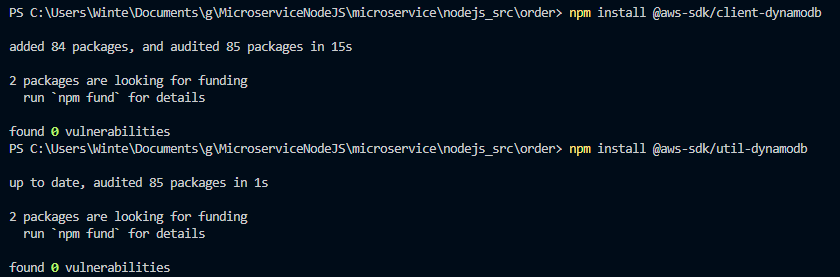 PS C:\Users\Winte\Documents\g\MicroserviceNodeJS\microservice\nodejs_src\order> npm install @aws-sdk/client-dynamodb
added 84 packages, and audited 85 packages in 15s
2 packages are looking for funding
  run `npm fund` for details
found 0 vulnerabilities
PS C:\Users\Winte\Documents\g\MicroserviceNodeJS\microservice\nodejs_src\order> npm install @aws-sdk/util-dynamodb
up to date, audited 85 packages in 1s
2 packages are looking for funding
  run `npm fund` for details
found 0 vulnerabilities